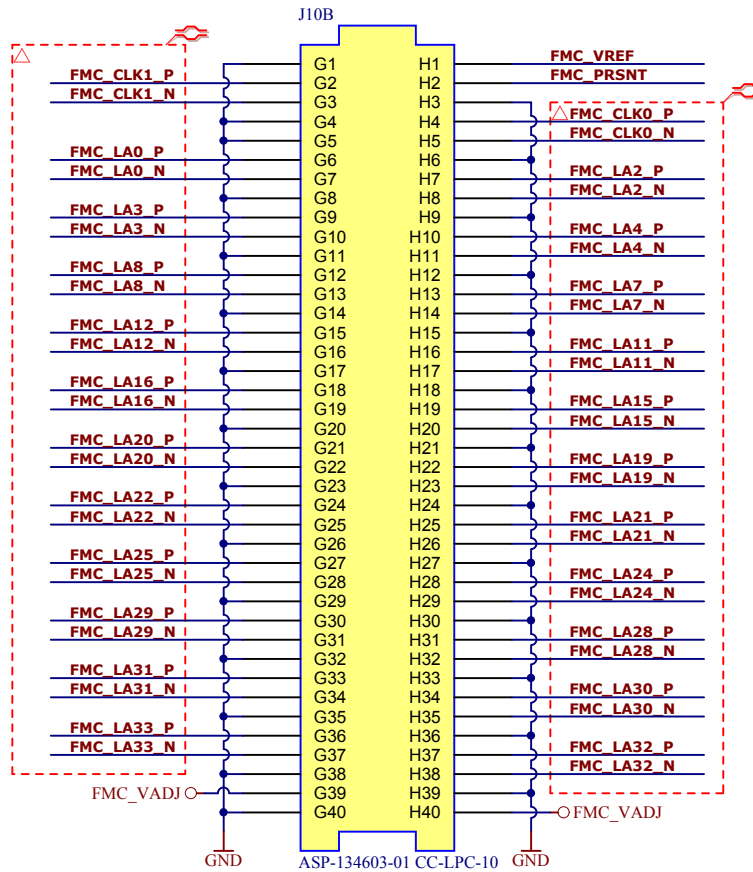 J10B
G1 H1 FMC_VREF
FMC_CLK1_P G2 H2 FMC_PRSNT
FMC_CLK1_N G3 H3
G4 H4 FMC_CLK0_P
G5 H5 FMC_CLK0_N
FMC_LA0_P G6 H6
FMC_LA0_N G7 H7 FMC_LA2_P
G8 H8 FMC_LA2_N
FMC_LA3_P G9 H9
FMC_LA3_N G10 H10 FMC_LA4_P
G11 H11 FMC_LA4_N
FMC_LA8_P G12 H12
FMC_LA8_N G13 H13 FMC_LA7_P
G14 H14 FMC_LA7_N
FMC_LA12_P G15 H15
FMC_LA12_N G16 H16 FMC_LA11_P
G17 H17 FMC_LA11_N
FMC_LA16_P G18 H18
FMC_LA16_N G19 H19 FMC_LA15_P
G20 H20 FMC_LA15_N
FMC_LA20_P G21 H21
FMC_LA20_N G22 H22 FMC_LA19_P
G23 H23 FMC_LA19_N
FMC_LA22_P G24 H24
FMC_LA22_N G25 H25 FMC_LA21_P
G26 H26 FMC_LA21_N
FMC_LA25_P G27 H27
FMC_LA25_N G28 H28 FMC_LA24_P
G29 H29 FMC_LA24_N
FMC_LA29_P G30 H30
FMC_LA29_N G31 H31 FMC_LA28_P
G32 H32 FMC_LA28_N
FMC_LA31_P G33 H33
FMC_LA31_N G34 H34 FMC_LA30_P
G35 H35 FMC_LA30_N
FMC_LA33_P G36 H36
FMC_LA33_N G37 H37 FMC_LA32_P
G38 H38 FMC_LA32_N
FMC_VADJ G39 H39
G40 H40 FMC_VADJ
GND ASP-134603-01 CC-LPC-10 GND